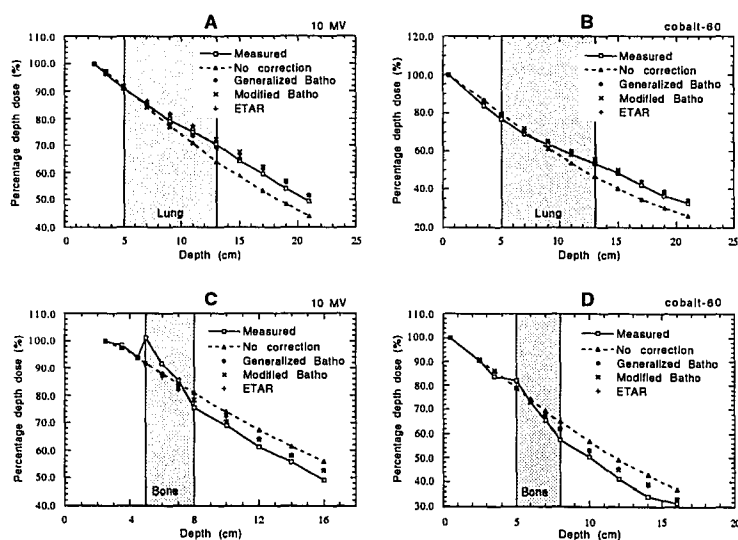 A
10 MV
Percentage depth dose (%)
110.0
100.0
90.0
80.0
70.0
60.0
50.0
40.0
Measured
No correction
Generalized Batho
Modified Batho
ETAR
Lung
0 5 10 15 20 25
Depth (cm)
B
cobalt-60
Percentage depth dose (%)
120.0
100.0
80.0
60.0
40.0
20.0
Measured
No correction
Generalized Batho
Modified Batho
ETAR
Lung
0 5 10 15 20 25
Depth (cm)
C
10 MV
Percentage depth dose (%)
110.0
100.0
90.0
80.0
70.0
60.0
50.0
40.0
Measured
No correction
Generalized Batho
Modified Batho
ETAR
Bone
0 4 8 12 16
Depth (cm)
D
cobalt-60
Percentage depth dose (%)
110.0
100.0
90.0
80.0
70.0
60.0
50.0
40.0
30.0
Measured
No correction
Generalized Batho
Modified Batho
ETAR
Bone
0 5 10 15
Depth (cm)